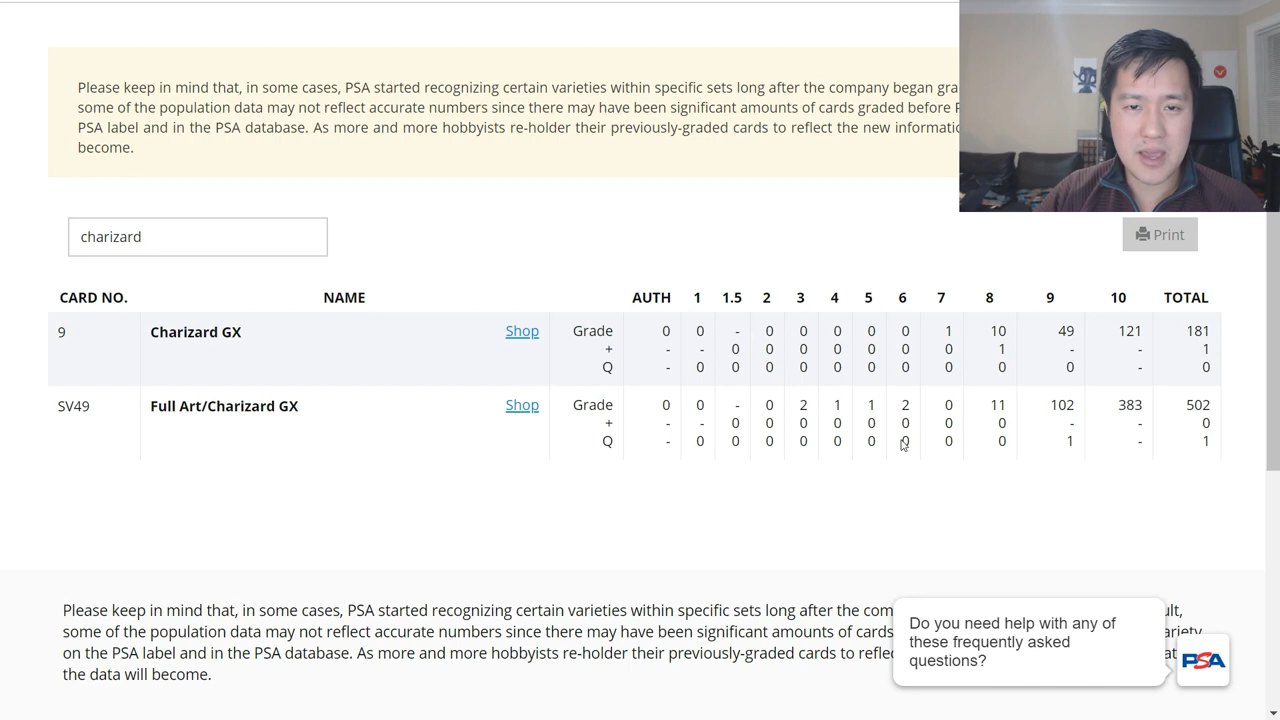 Please keep in mind that, in some cases, PSA started recognizing certain varieties within specific sets long after the company began gra
some of the population data may not reflect accurate numbers since there may have been significant amounts of cards graded before
PSA label and in the PSA database. As more and more hobbyists re-holder their previously-graded cards to reflect the new informatio
become.
charizard
Print
CARD NO. NAME AUTH 1 1.5 2 3 4 5 6 7 8 9 10 TOTAL
9 Charizard GX Shop Grade 0 0 - 0 0 0 0 0 1 10 49 121 181
+ - - 0 0 0 0 0 0 0 1 - - 1
Q - 0 0 0 0 0 0 0 0 0 0 - 0
SV49 Full Art/Charizard GX Shop Grade 0 0 - 0 2 1 1 2 0 11 102 383 502
+ - - 0 0 0 0 0 0 0 0 - - 0
Q - 0 0 0 0 0 0 0 0 0 1 - 1
Please keep in mind that, in some cases, PSA started recognizing certain varieties within specific sets long after the com ult,
some of the population data may not reflect accurate numbers since there may have been significant amounts of cards ariety
on the PSA label and in the PSA database. As more and more hobbyists re-holder their previously-graded cards to reflec at
the data will become.
Do you need help with any of
these frequently asked
questions?
PSA